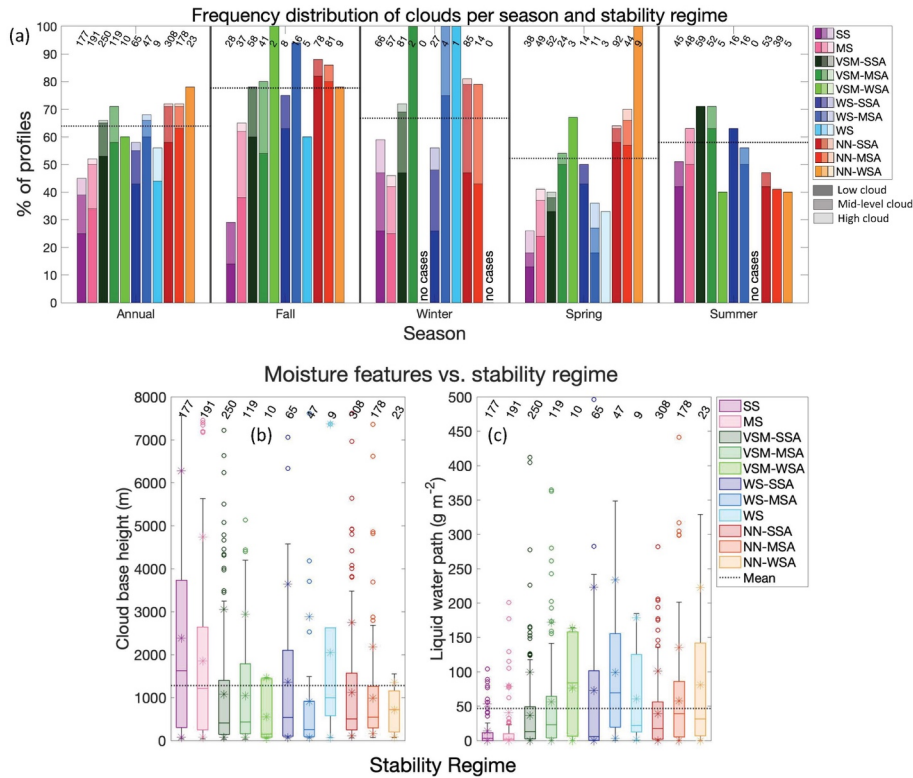 Frequency distribution of clouds per season and stability regime
(a)
177 191 250 119 10 65 47 9 308 178 23
28 37 58 41 2 8 16 5 78 81 9
66 57 81 2 0 27 4 1 85 14 0
38 49 52 24 3 14 11 3 92 44 9
45 48 59 52 5 16 16 0 53 39 5
% of profiles
100
90
80
70
60
50
40
30
20
10
0
no cases
no cases
no cases
Annual Fall Winter Spring Summer
Season
SS
MS
VSM-SSA
VSM-MSA
VSM-WSA
WS-SSA
WS-MSA
WS
NN-SSA
NN-MSA
NN-WSA
Low cloud
Mid-level cloud
High cloud
Moisture features vs. stability regime
(b)
177 191 250 119 10 65 47 9 308 178 23
Cloud base height (m)
8000
7000
6000
5000
4000
3000
2000
1000
0
(c)
177 191 250 119 10 65 47 9 308 178 23
Liquid water path (g m⁻²)
500
450
400
350
300
250
200
150
100
50
0
SS
MS
VSM-SSA
VSM-MSA
VSM-WSA
WS-SSA
WS-MSA
WS
NN-SSA
NN-MSA
NN-WSA
Mean
Stability Regime